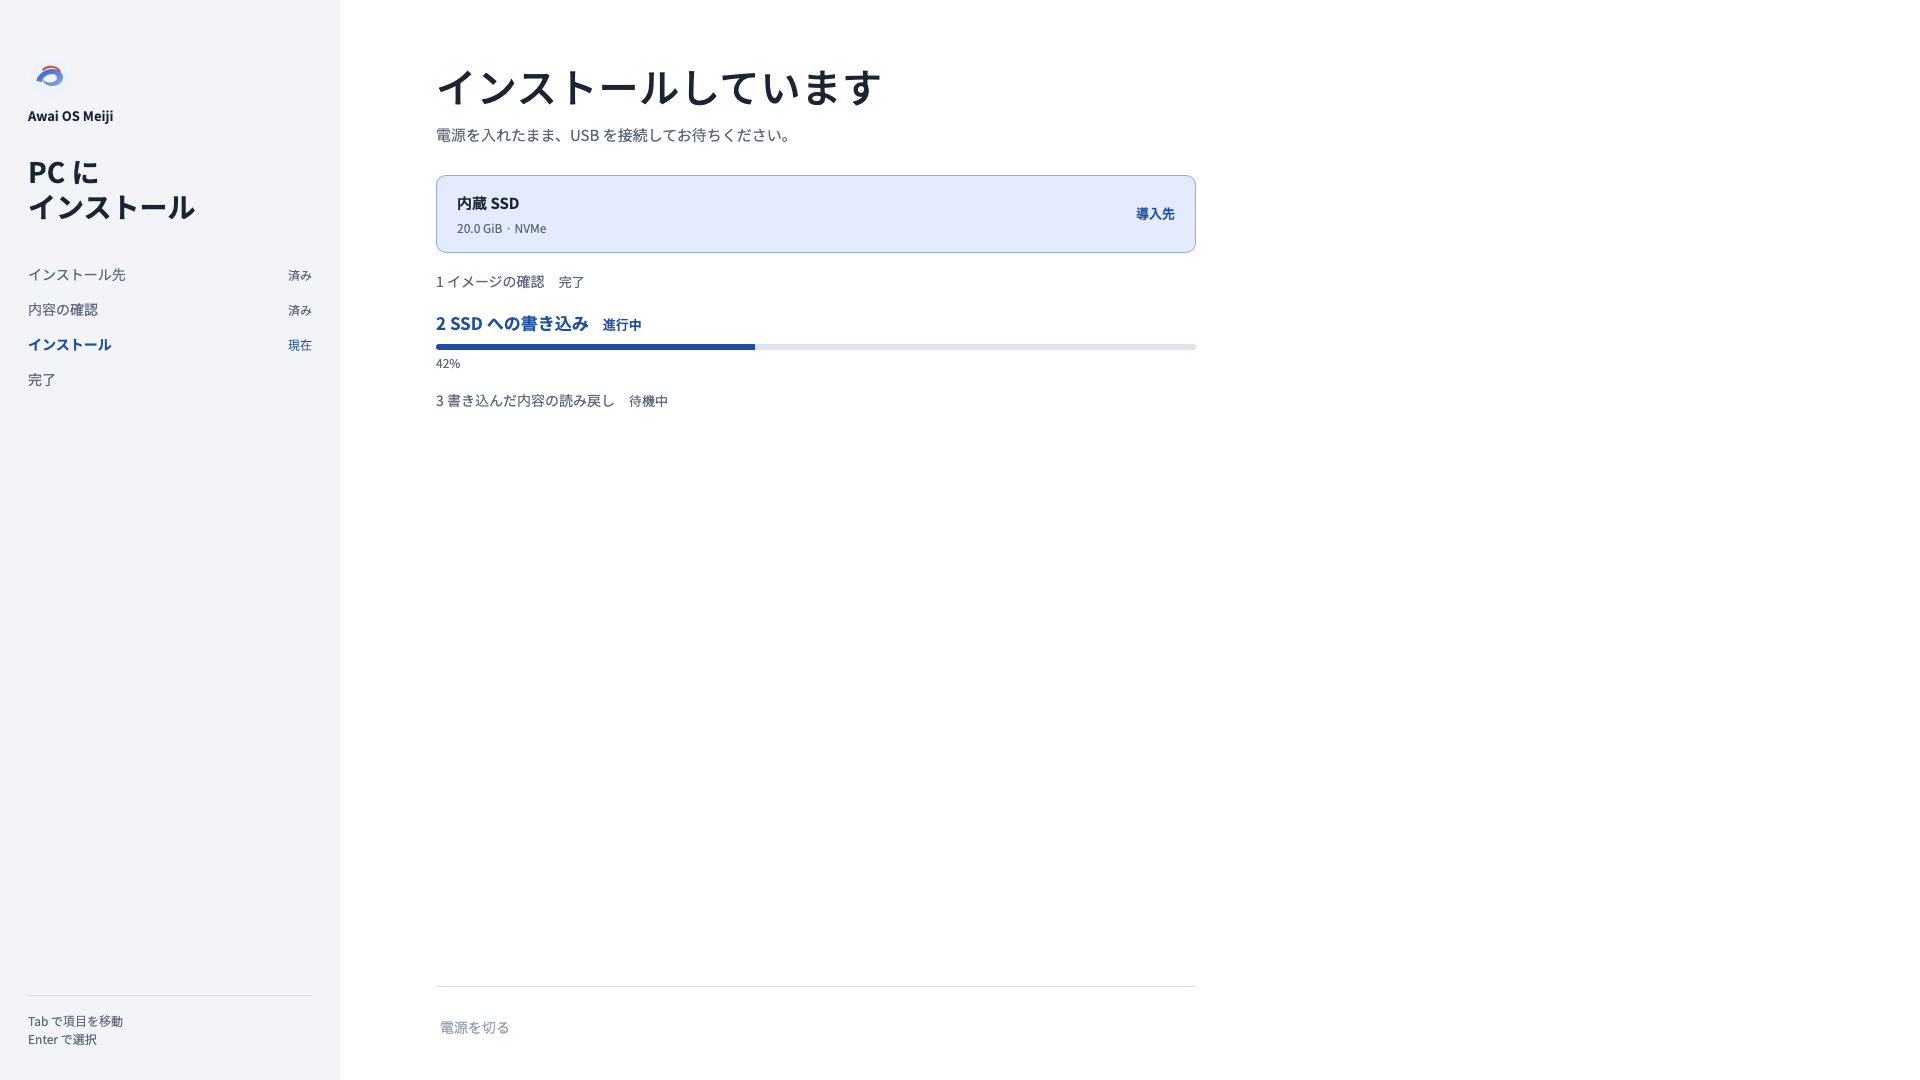 Awai OS Meiji
PC に
インストール
インストール先 済み
内容の確認 済み
インストール 現在
完了
Tab で項目を移動
Enter で選択
インストールしています
電源を入れたまま、USB を接続してお待ちください。
内蔵 SSD
20.0 GiB · NVMe
導入先
1 イメージの確認 完了
2 SSD への書き込み 進行中
42%
3 書き込んだ内容の読み戻し 待機中
電源を切る